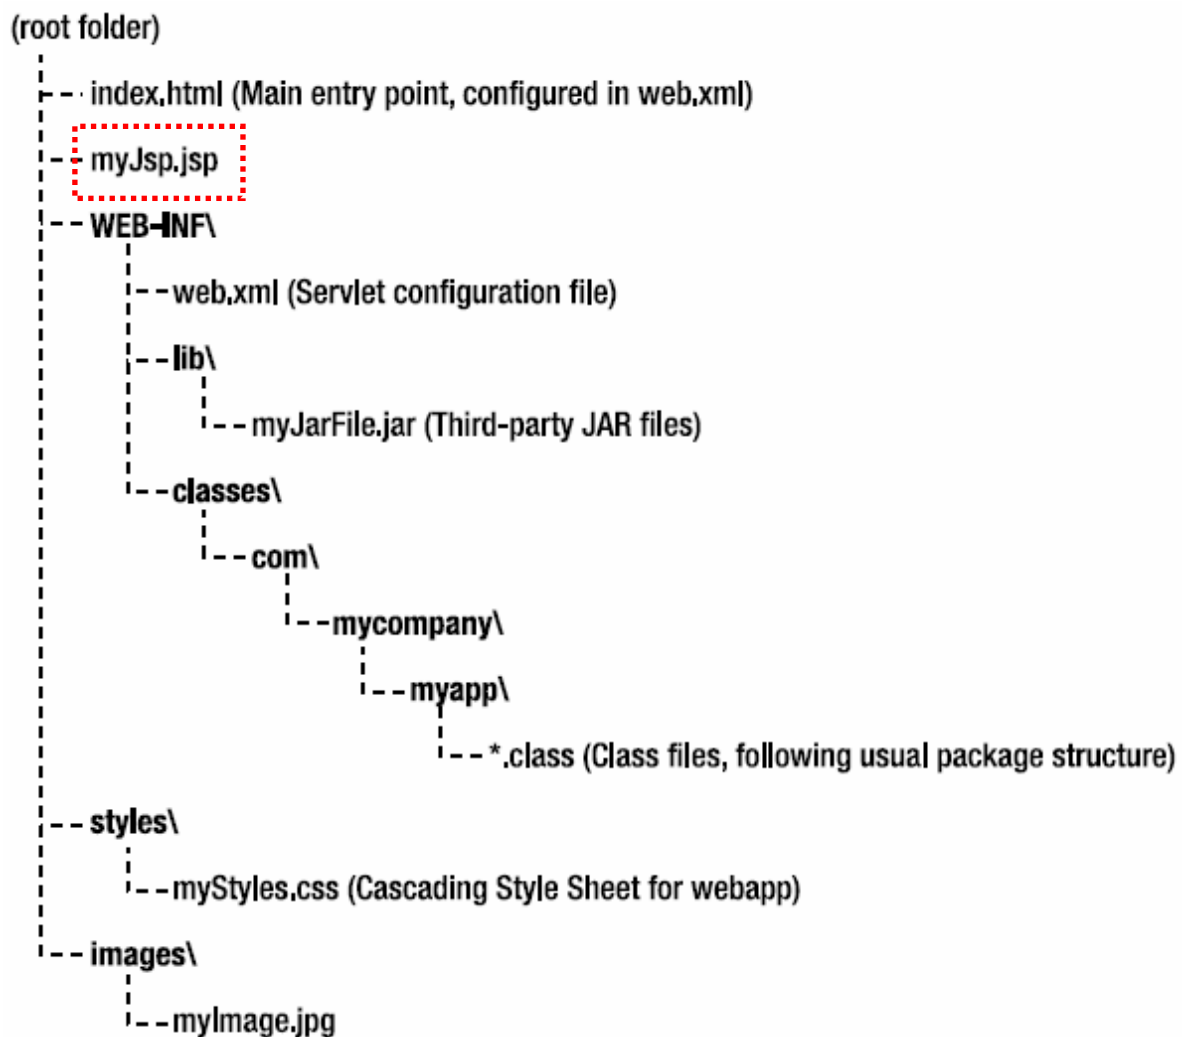 (root folder)
index.html (Main entry point, configured in web.xml)
myJsp.jsp
WEB-INF\
web.xml (Servlet configuration file)
lib\
myJarFile.jar (Third-party JAR files)
classes\
com\
mycompany\
myapp\
*.class (Class files, following usual package structure)
styles\
myStyles.css (Cascading Style Sheet for webapp)
images\
myImage.jpg